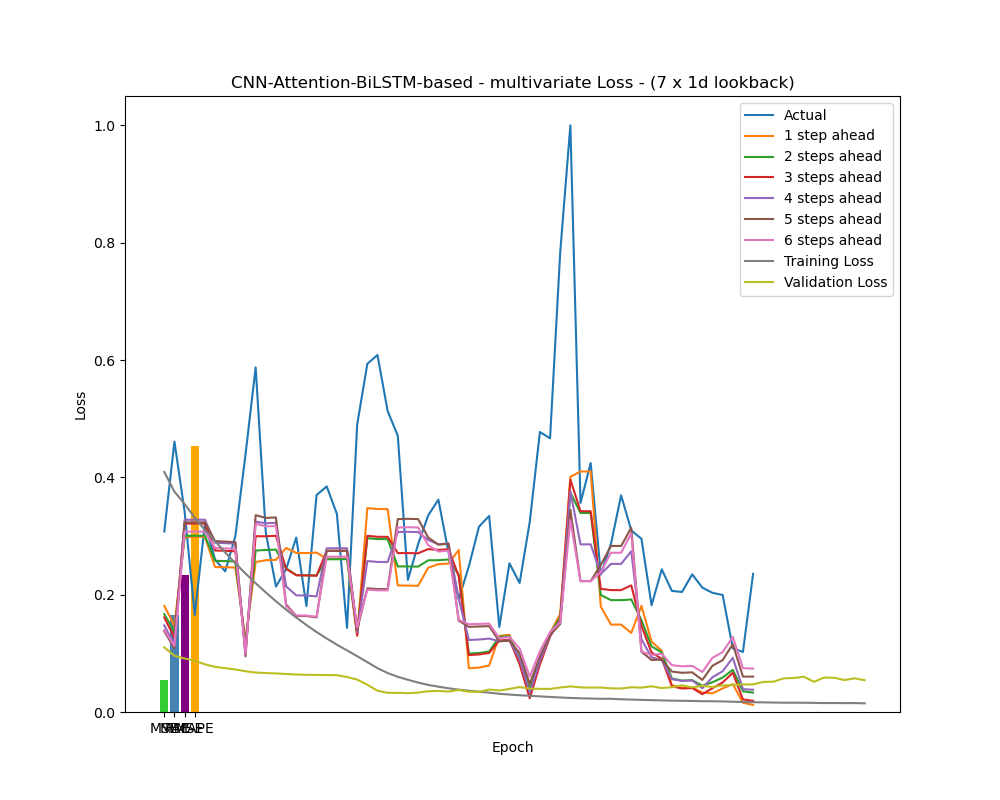 CNN-Attention-BiLSTM-based - multivariate Loss - (7 x 1d lookback)
Actual
1 step ahead
2 steps ahead
3 steps ahead
4 steps ahead
5 steps ahead
6 steps ahead
Training Loss
Validation Loss
1.0
0.8
0.6
0.4
0.2
0.0
Loss
Epoch